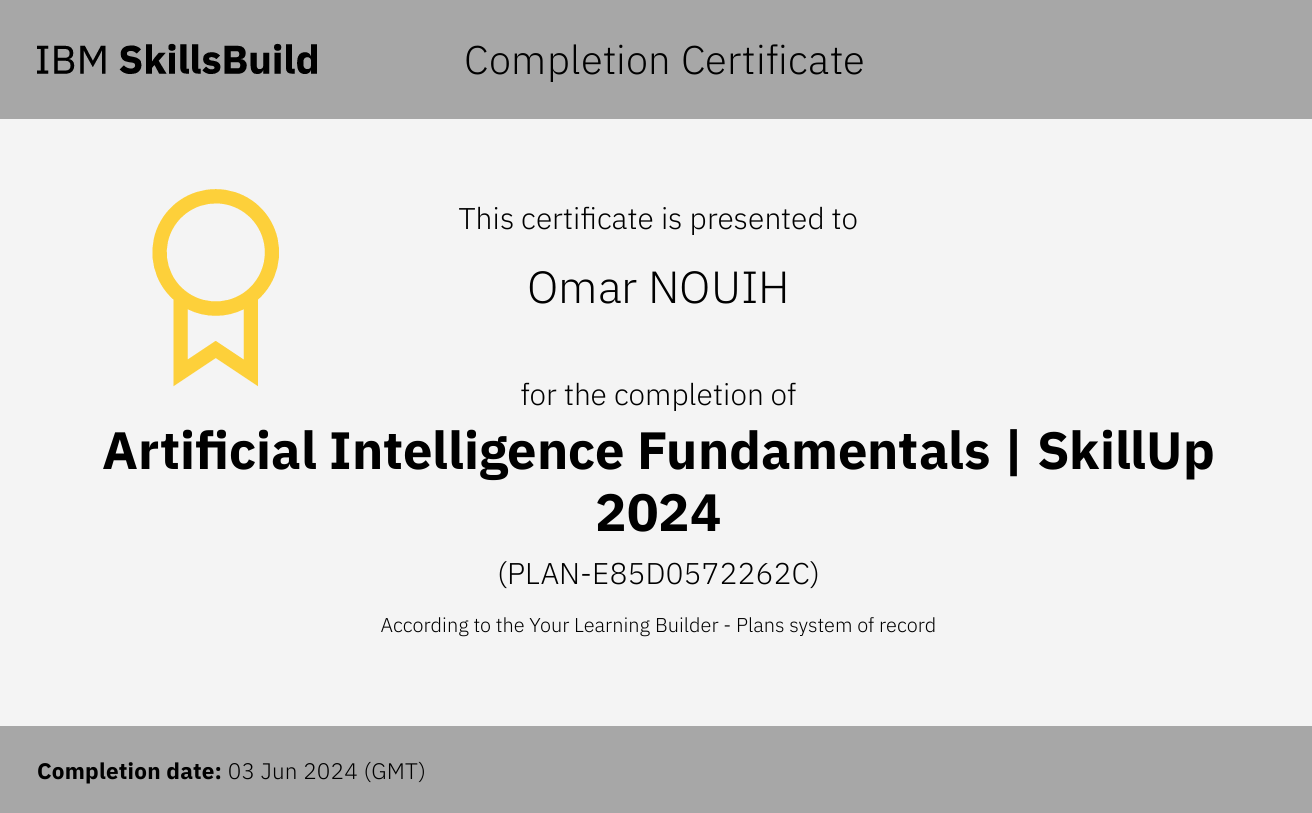 IBM SkillsBuild
Completion Certificate
This certificate is presented to
Omar NOUIH
for the completion of
Artificial Intelligence Fundamentals | SkillUp
2024
(PLAN-E85D0572262C)
According to the Your Learning Builder - Plans system of record
Completion date: 03 Jun 2024 (GMT)